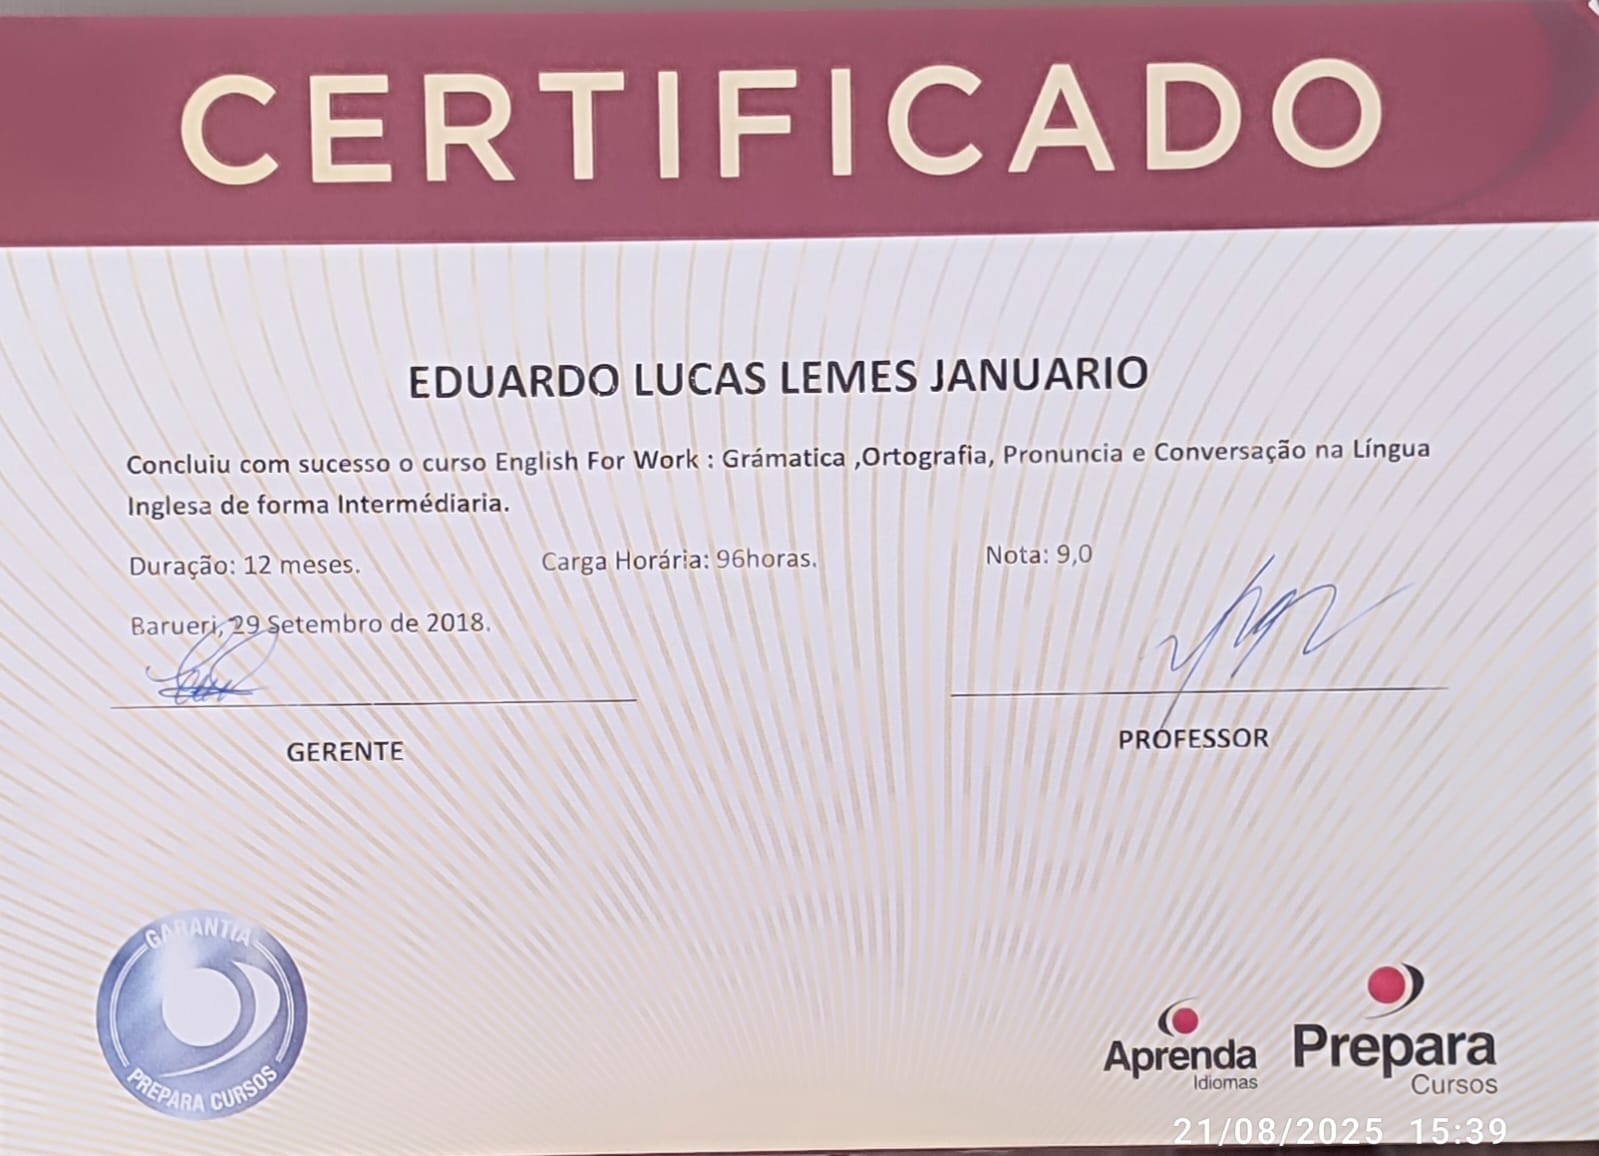 CERTIFICADO
EDUARDO LUCAS LEMES JANUARIO
Concluiu com sucesso o curso English For Work : Grámatica ,Ortografia, Pronuncia e Conversação na Língua
Inglesa de forma Intermédiaria.
Duração: 12 meses. Carga Horária: 96horas. Nota: 9,0
Barueri, 29 Setembro de 2018.
GERENTE PROFESSOR
GARANTIA
PREPARA CURSOS
Aprenda
Idiomas
Prepara
Cursos
21/08/2025 15:39